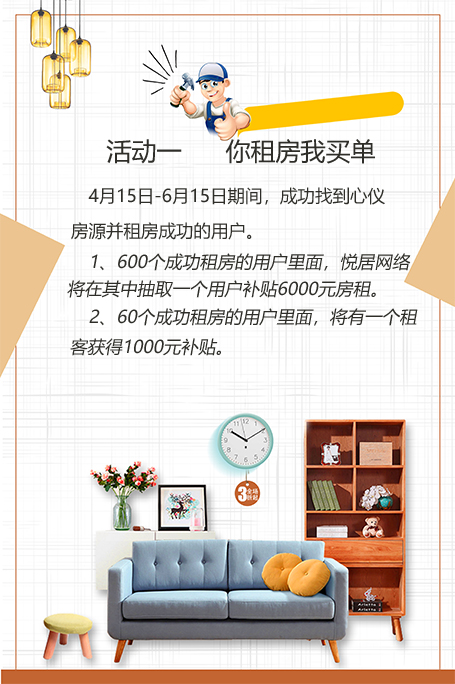 活动一 你租房我买单
4月15日-6月15日期间，成功找到心仪
房源并租房成功的用户。
1、600个成功租房的用户里面，悦居网络
将在其中抽取一个用户补贴6000元房租。
2、60个成功租房的用户里面，将有一个租
客获得1000元补贴。
12
3
全场